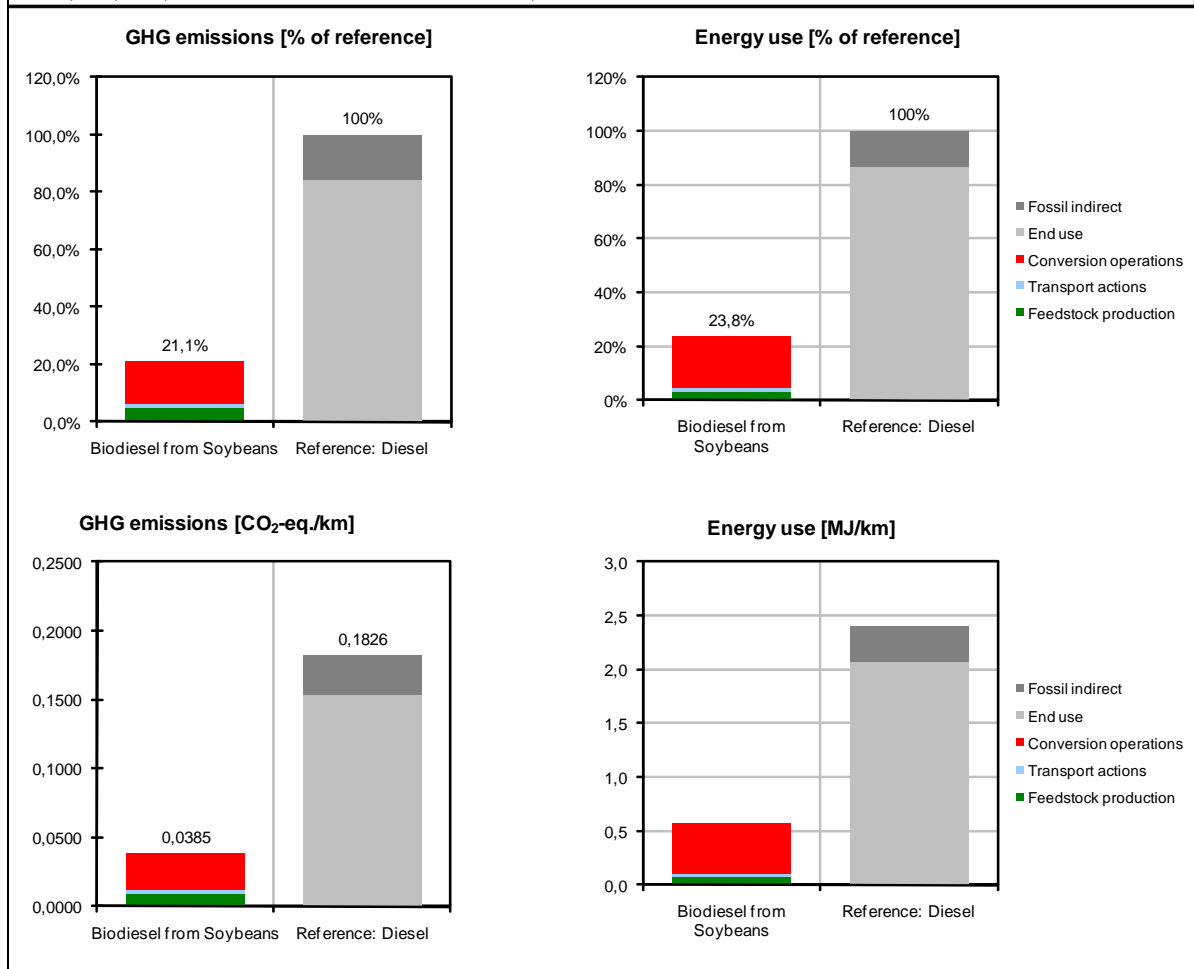 GHG emissions [% of reference]
120,0%
100,0%
80,0%
60,0%
40,0%
20,0%
0,0%
100%
21,1%
Biodiesel from Soybeans
Reference: Diesel
Energy use [% of reference]
120%
100%
80%
60%
40%
20%
0%
100%
23,8%
Biodiesel from
Soybeans
Reference: Diesel
Fossil indirect
End use
Conversion operations
Transport actions
Feedstock production
GHG emissions [CO₂-eq./km]
0,2500
0,2000
0,1500
0,1000
0,0500
0,0000
0,1826
0,0385
Biodiesel from Soybeans
Reference: Diesel
Energy use [MJ/km]
3,0
2,5
2,0
1,5
1,0
0,5
0,0
Biodiesel from
Soybeans
Reference: Diesel
Fossil indirect
End use
Conversion operations
Transport actions
Feedstock production